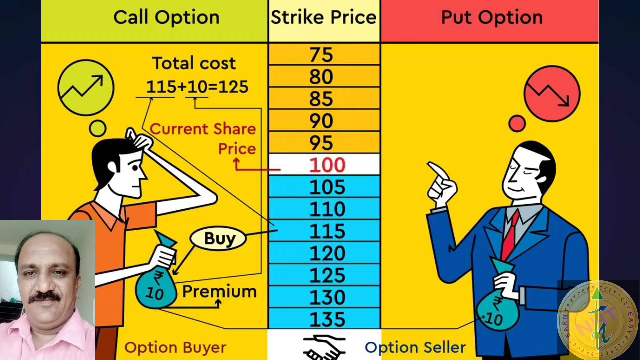 Call Option
Strike Price
Put Option
Total cost
115+10=125
Current Share
Price
75
80
85
90
95
100
105
110
115
120
125
130
135
Buy
₹
10
Premium
₹
10
Option Buyer
Option Seller